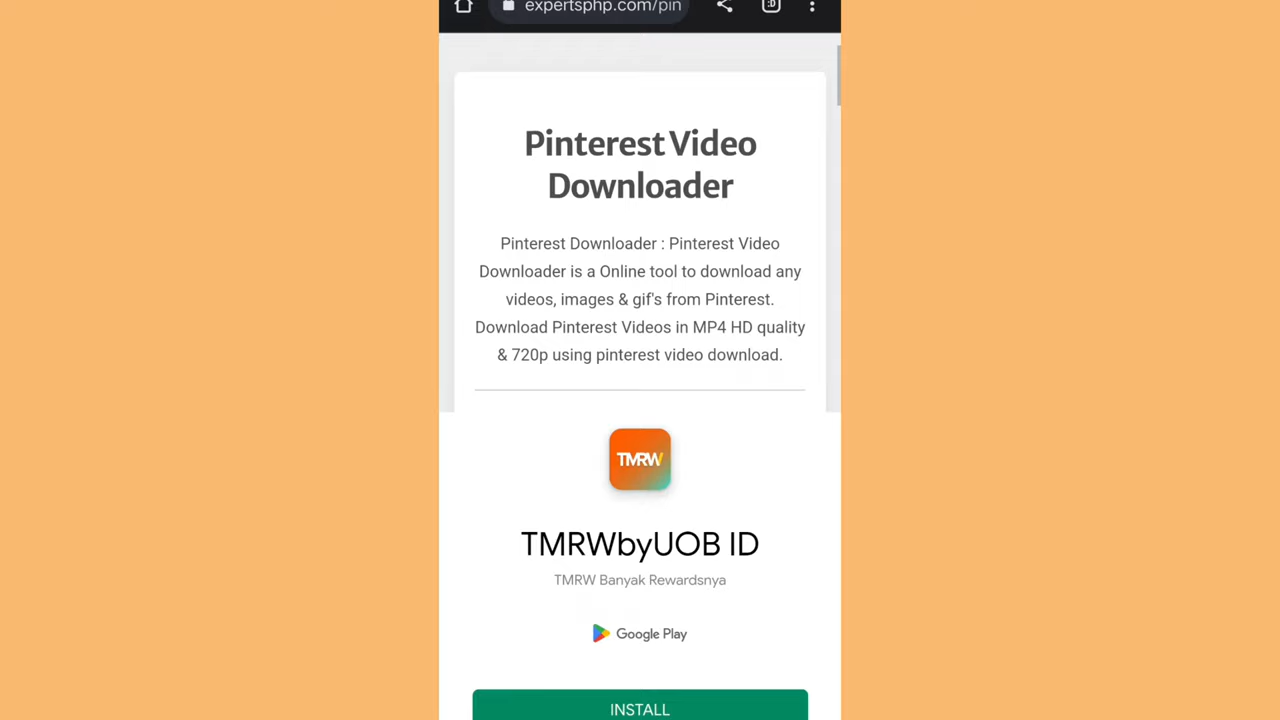 expertsphp.com/pin
:D
Pinterest Video
Downloader
Pinterest Downloader : Pinterest Video
Downloader is a Online tool to download any
videos, images & gif's from Pinterest.
Download Pinterest Videos in MP4 HD quality
& 720p using pinterest video download.
TMRW
TMRWbyUOB ID
TMRW Banyak Rewardsnya
Google Play
INSTALL